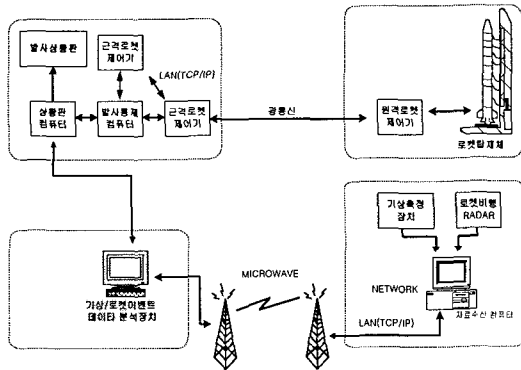 발사상황판
근격로켓
제어기
LAN(TCP/IP)
상황판
컴퓨터
발사통제
컴퓨터
근격로켓
제어기
광통신
원격로켓
제어기
로켓탑재체
기상측정
장치
로켓비행
RADAR
MICROWAVE
NETWORK
기상/로켓이벤트
데이타 분석장치
LAN(TCP/IP)
자료수신 컴퓨터